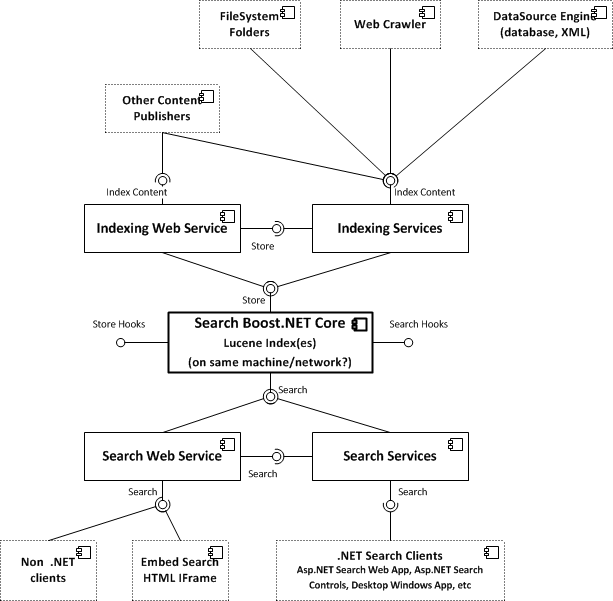 FileSystem
Folders
Web Crawler
DataSource Engine
(database, XML)
Other Content
Publishers
Index Content
Index Content
Indexing Web Service
Indexing Services
Store
Store
Store Hooks
Search Boost.NET Core
Lucene Index(es)
(on same machine/network?)
Search Hooks
Search
Search Web Service
Search Services
Search
Search
Search
Non .NET
clients
Embed Search
HTML IFrame
.NET Search Clients
Asp.NET Search Web App, Asp.NET Search
Controls, Desktop Windows App, etc